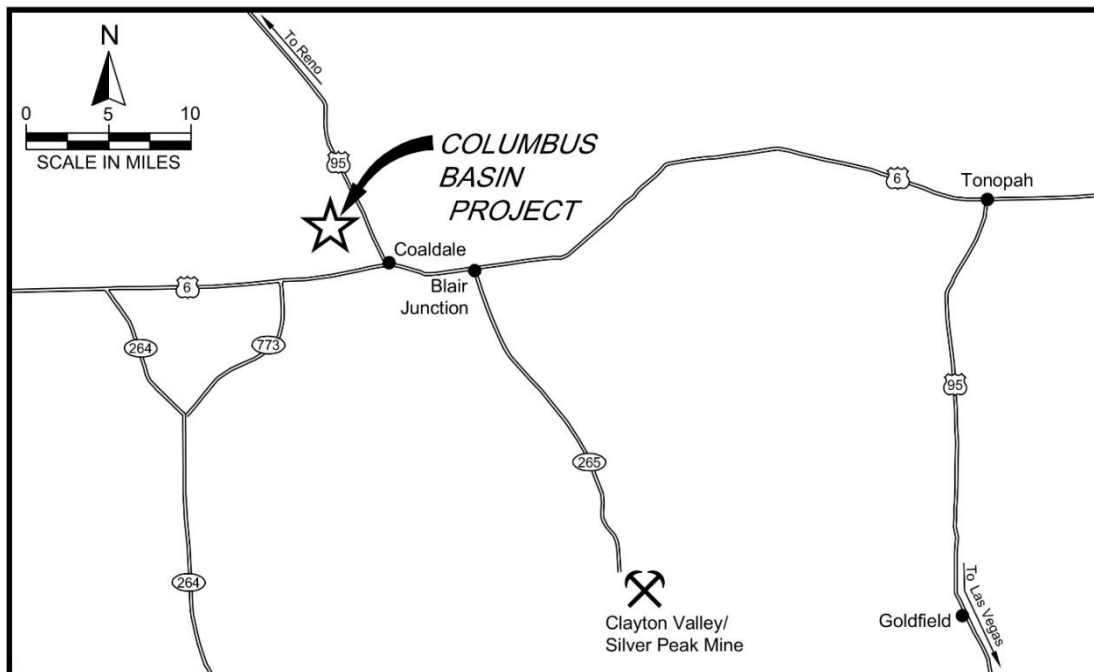 N
0 5 10
SCALE IN MILES
To Reno
95
COLUMBUS
BASIN
PROJECT
6
Tonopah
Coaldale
Blair
Junction
6
264
773
95
265
264
Clayton Valley/
Silver Peak Mine
Goldfield
To Las Vegas